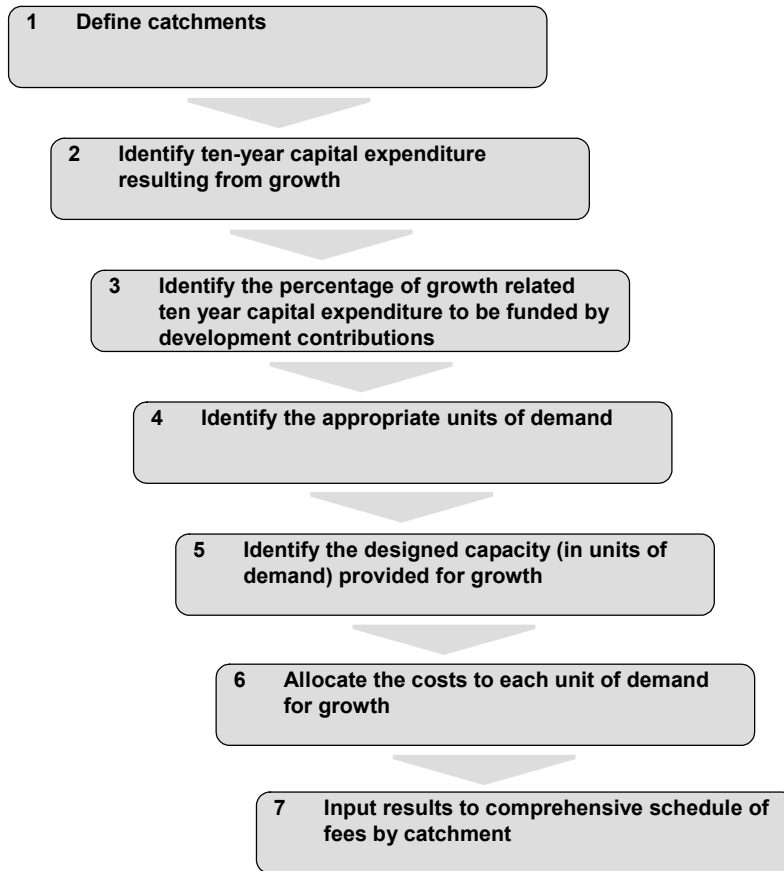 1 Define catchments
2 Identify ten-year capital expenditure
resulting from growth
3 Identify the percentage of growth related
ten year capital expenditure to be funded by
development contributions
4 Identify the appropriate units of demand
5 Identify the designed capacity (in units of
demand) provided for growth
6 Allocate the costs to each unit of demand
for growth
7 Input results to comprehensive schedule of
fees by catchment